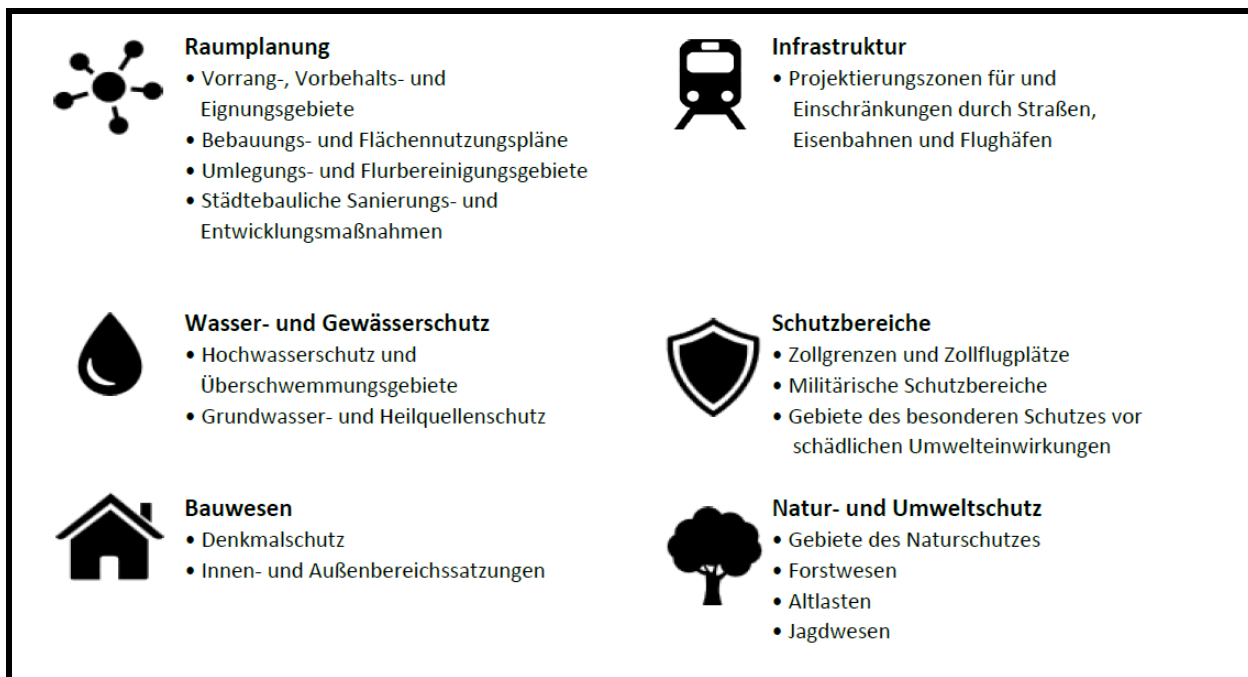 Raumplanung
• Vorrang-, Vorbehalts- und
Eignungsgebiete
• Bebauungs- und Flächennutzungspläne
• Umlegungs- und Flurbereinigungsgebiete
• Städtebauliche Sanierungs- und
Entwicklungsmaßnahmen
Infrastruktur
• Projektierungszonen für und
Einschränkungen durch Straßen,
Eisenbahnen und Flughäfen
Wasser- und Gewässerschutz
• Hochwasserschutz und
Überschwemmungsgebiete
• Grundwasser- und Heilquellenschutz
Schutzbereiche
• Zollgrenzen und Zollflugplätze
• Militärische Schutzbereiche
• Gebiete des besonderen Schutzes vor
schädlichen Umwelteinwirkungen
Bauwesen
• Denkmalschutz
• Innen- und Außenbereichssatzungen
Natur- und Umweltschutz
• Gebiete des Naturschutzes
• Forstwesen
• Altlasten
• Jagdwesen